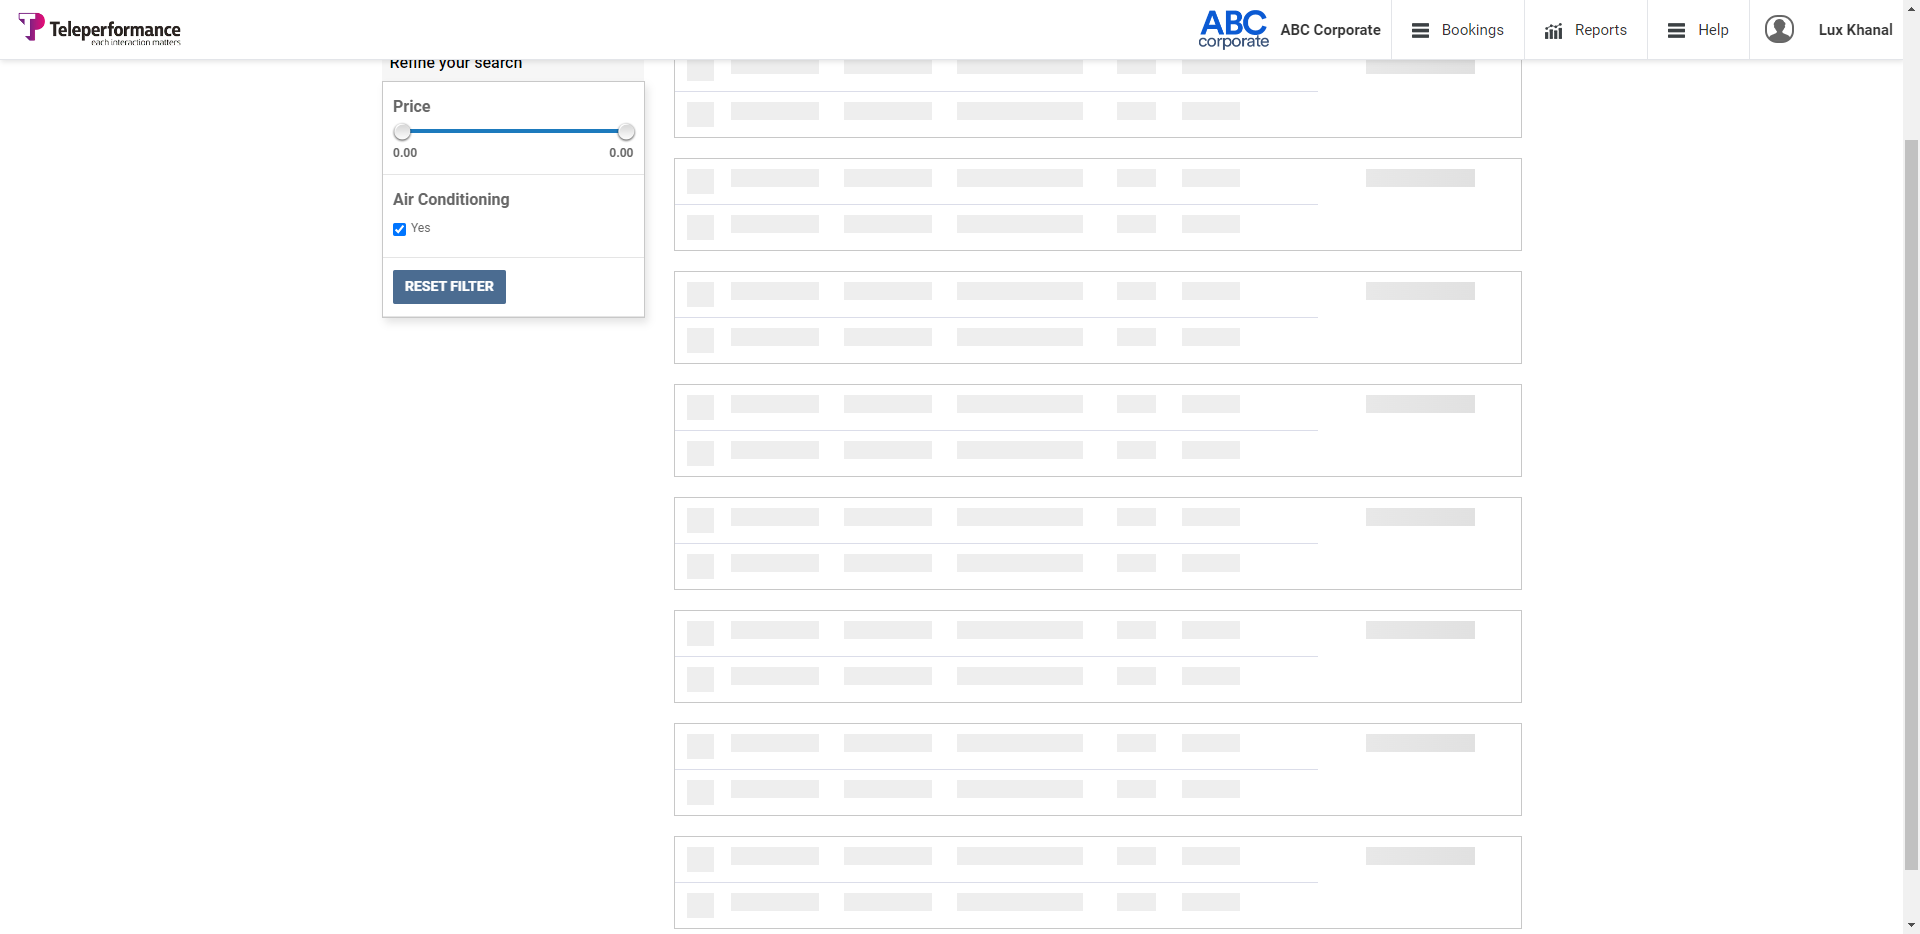 Teleperformance
each interaction matters
ABC
corporate
ABC Corporate
Bookings
Reports
Help
Lux Khanal
Refine your search
Price
0.00
0.00
Air Conditioning
Yes
RESET FILTER